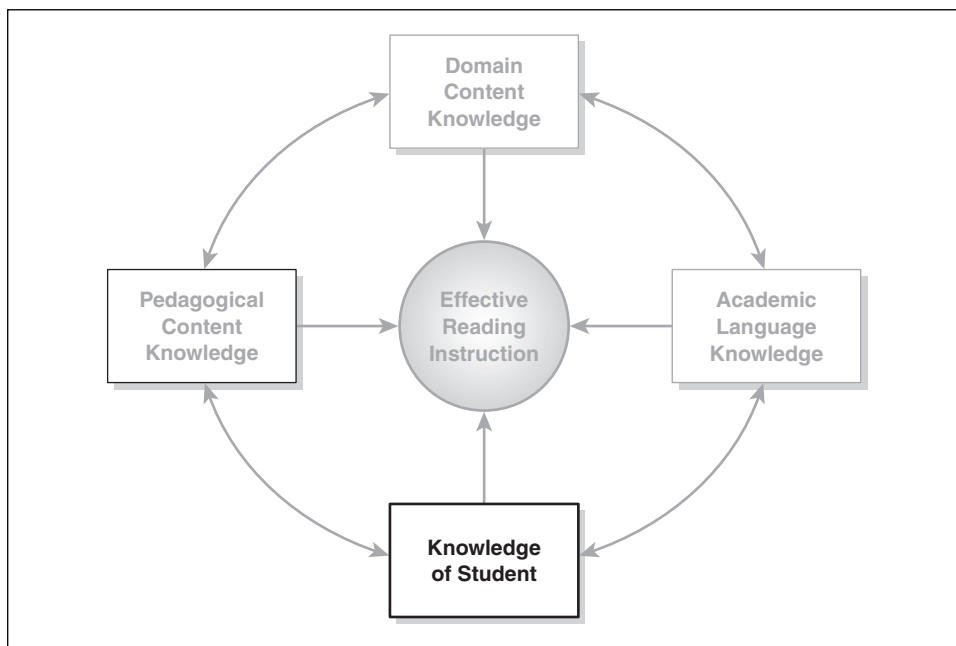 Domain
Content
Knowledge
Pedagogical
Content
Knowledge
Effective
Reading
Instruction
Academic
Language
Knowledge
Knowledge
of Student